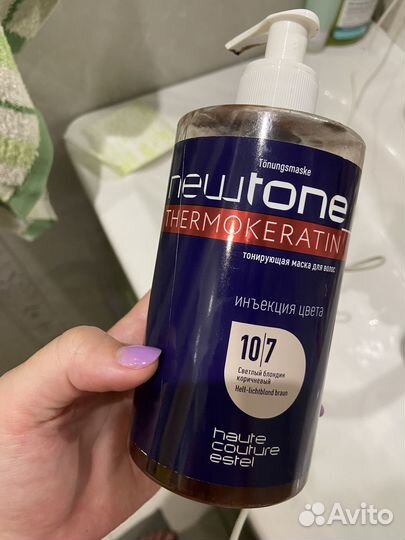 Tönungsmaske
newtone
THERMOKERATIN
тонирующая маска для волос
инъекция цвета
10/7
Светлый блондин
коричневый
Hell-lichtblond braun
haute
couture
estel
Avito